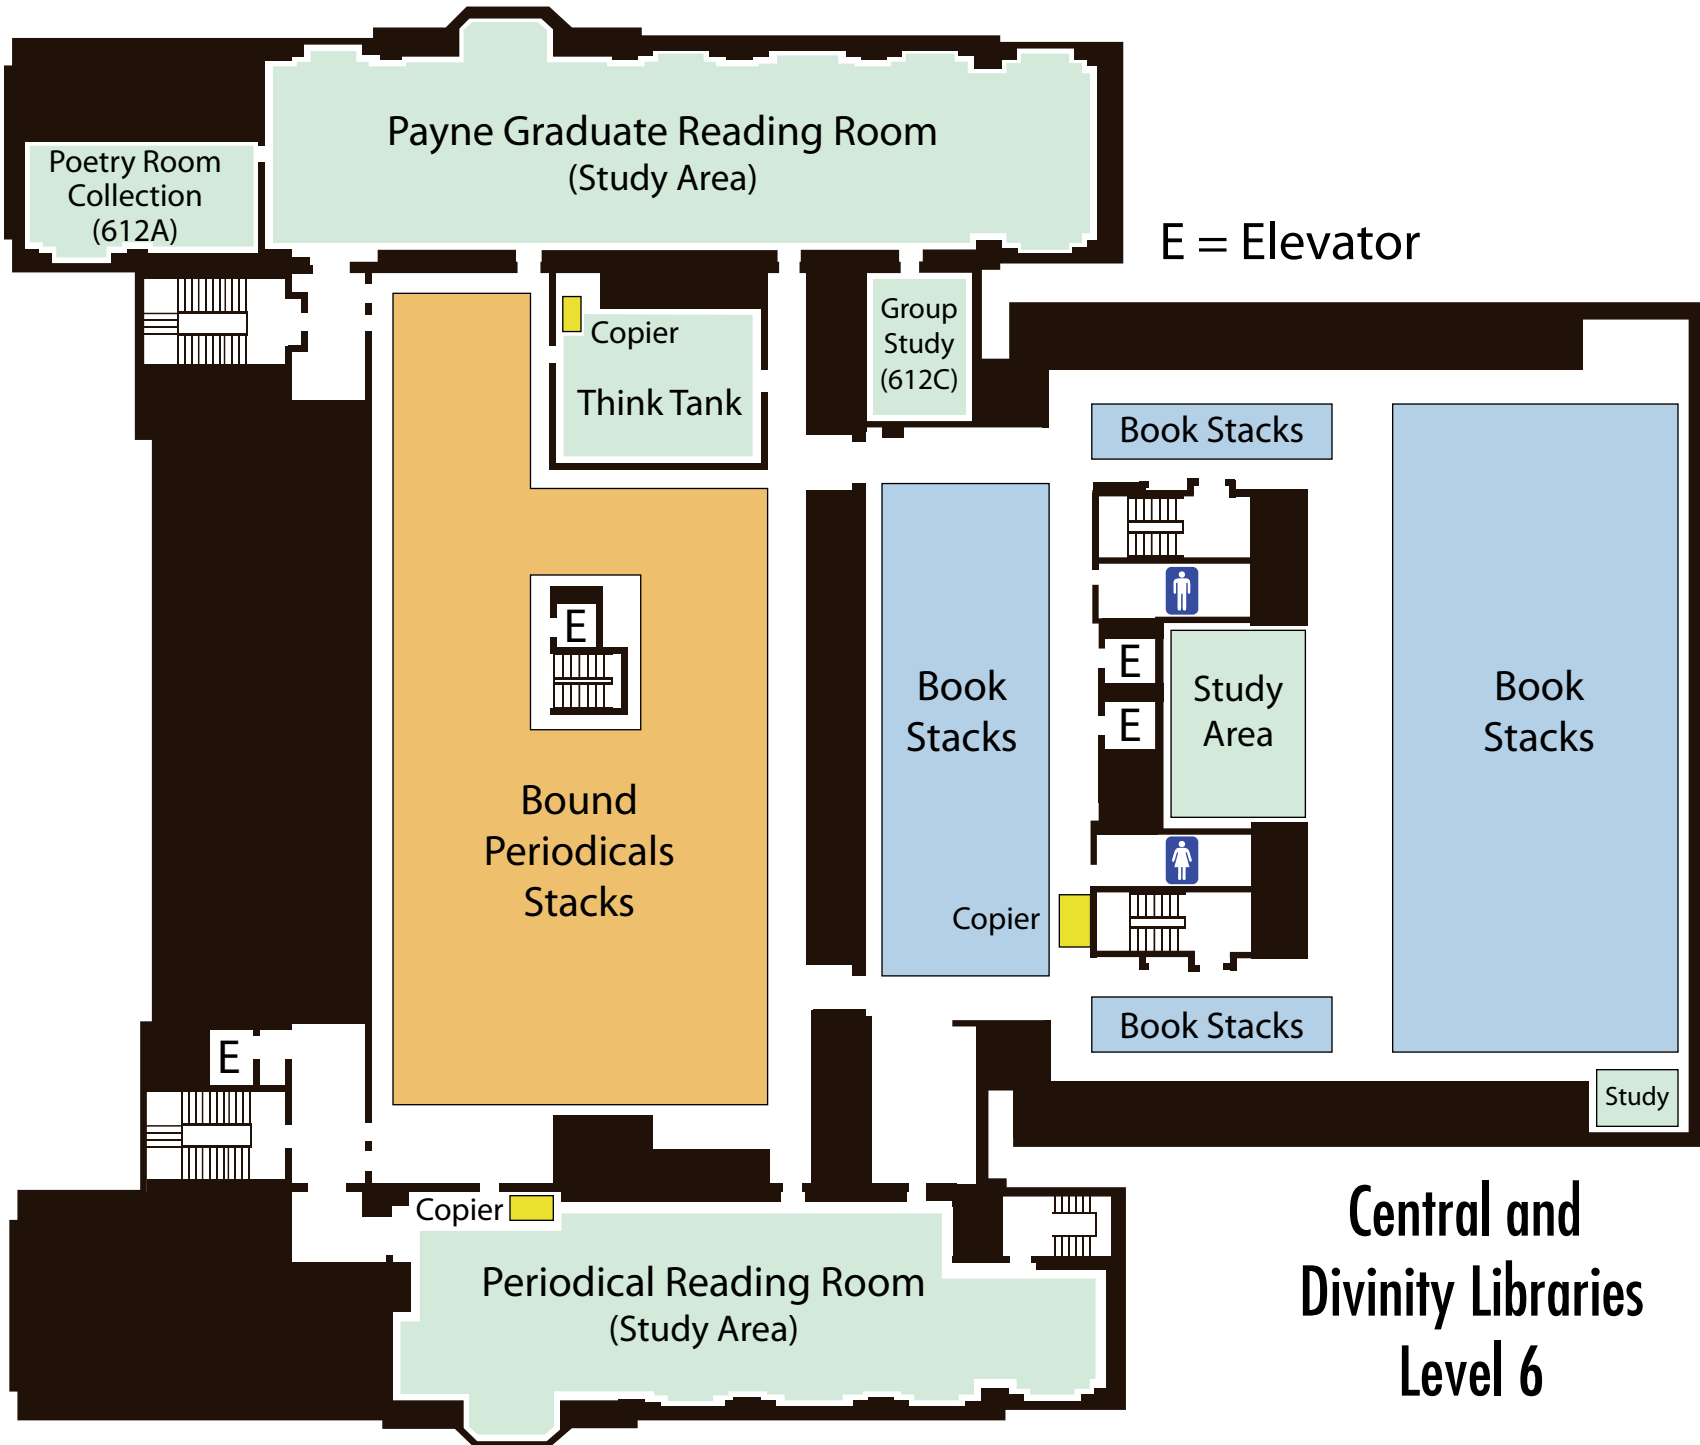 Payne Graduate Reading Room
(Study Area)
Poetry Room
Collection
(612A)
E = Elevator
Copier
Think Tank
Group
Study
(612C)
Book Stacks
E
E
E
Study
Area
Book
Stacks
Book
Stacks
Bound
Periodicals
Stacks
Copier
Book Stacks
E
Study
Copier
Periodical Reading Room
(Study Area)
Central and
Divinity Libraries
Level 6